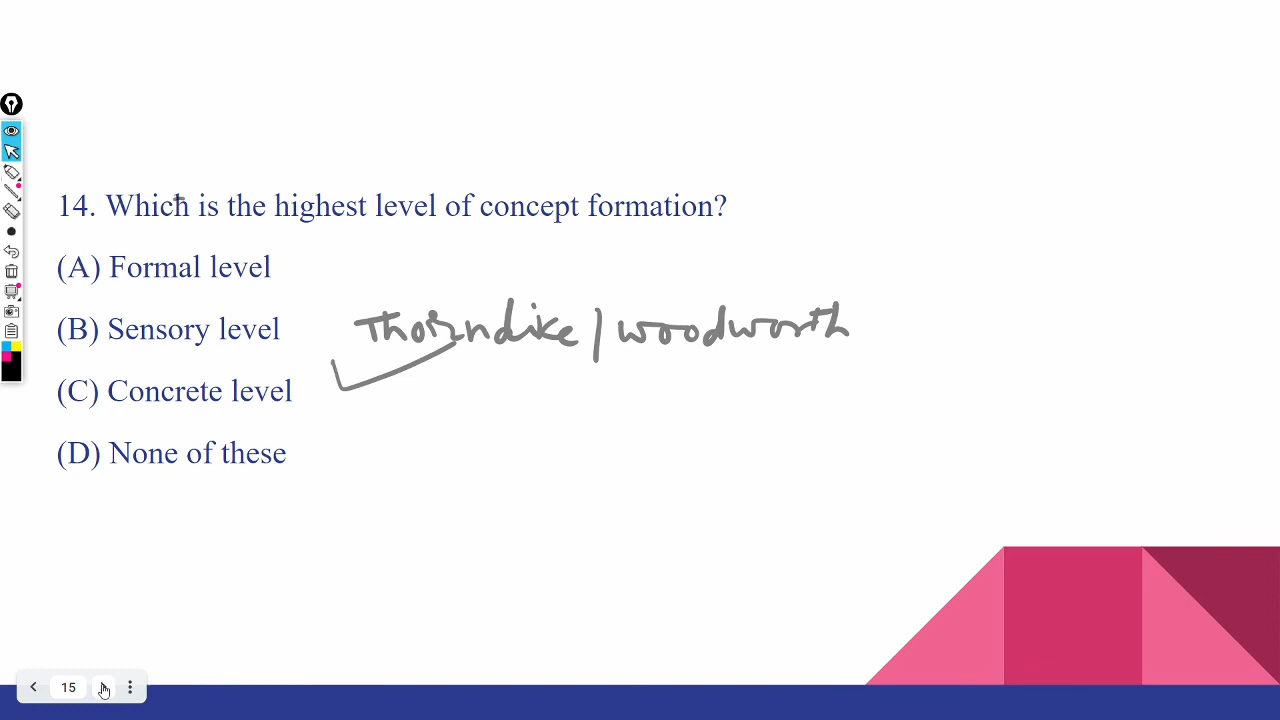 14. Which is the highest level of concept formation?
(A) Formal level
(B) Sensory level
Thorndike / woodworth
(C) Concrete level
(D) None of these
15